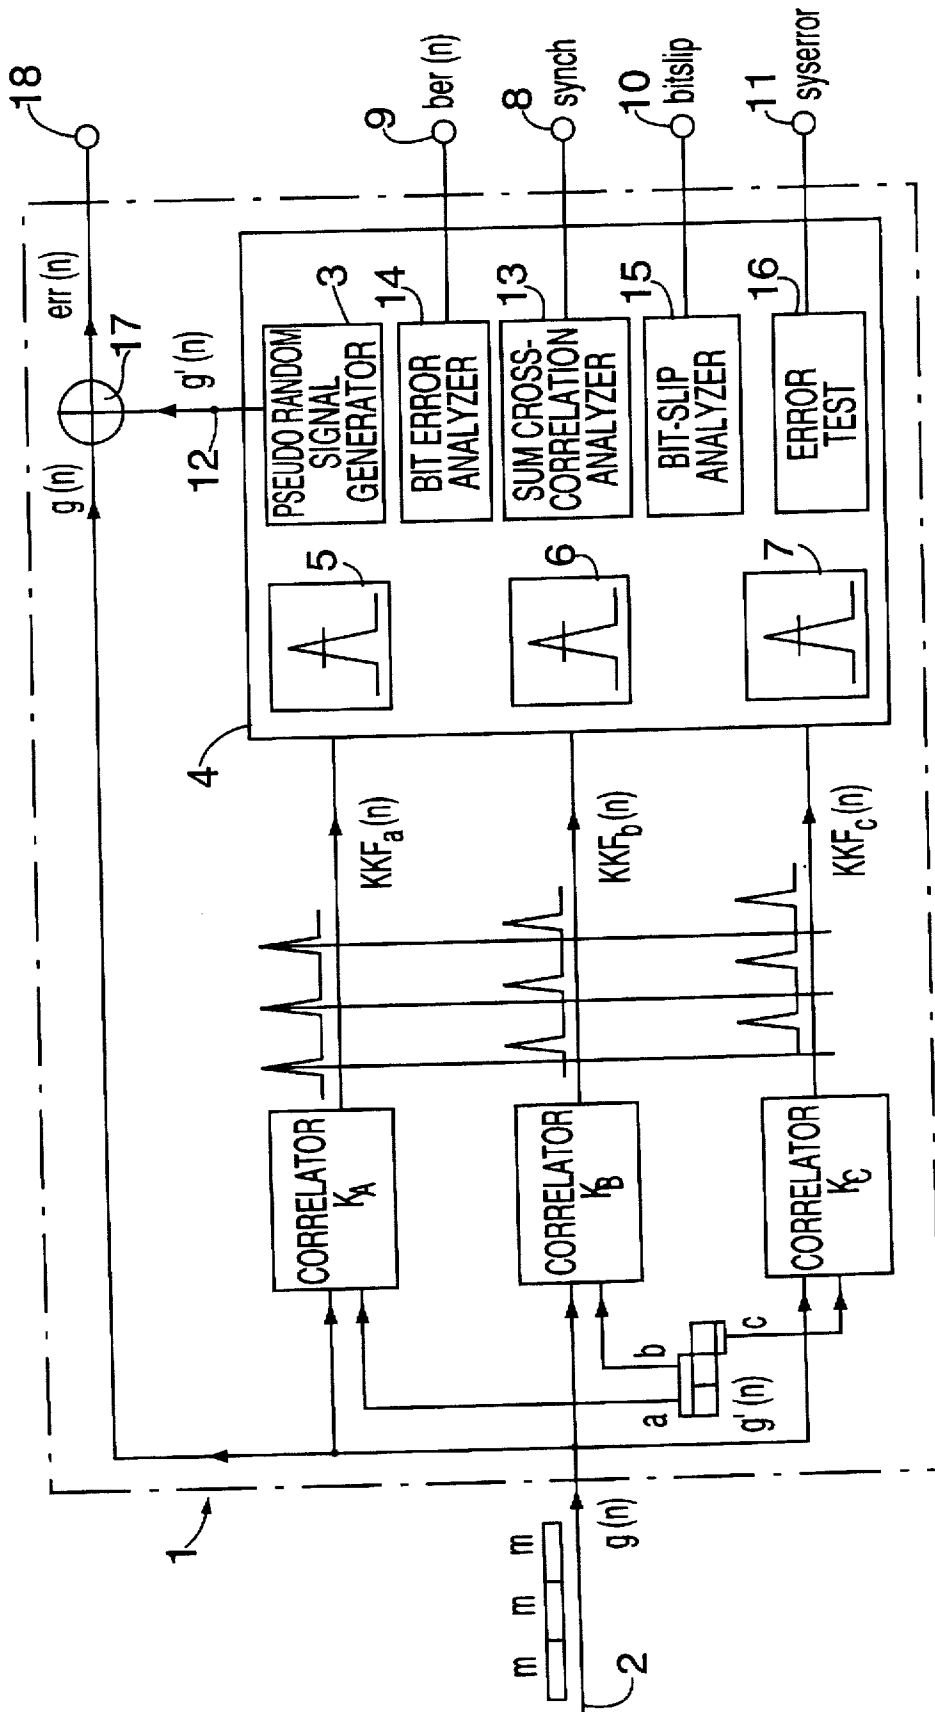 18
err (n)
17
g (n)
g' (n)
12
9
ber (n)
8
synch
10
bitslip
11
syserror
3
PSEUDO RANDOM
SIGNAL
GENERATOR
14
BIT ERROR
ANALYZER
13
SUM CROSS-
CORRELATION
ANALYZER
15
BIT-SLIP
ANALYZER
16
ERROR
TEST
5
6
7
4
KKFa (n)
KKFb (n)
KKFc (n)
CORRELATOR
KA
CORRELATOR
KB
CORRELATOR
KC
a
b
c
g' (n)
1
m
m
m
g (n)
2